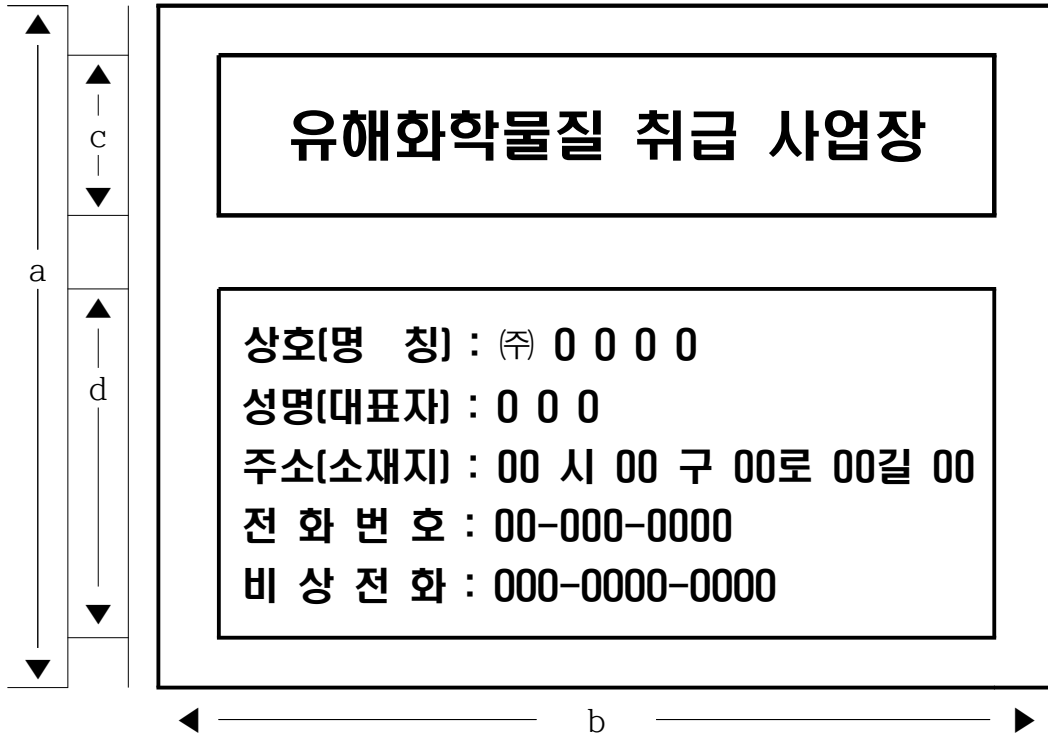 유해화학물질 취급 사업장
c
a
상호(명 칭) : ㈜ 0 0 0 0
성명(대표자) : 0 0 0
d
주소(소재지) : 00 시 00 구 00로 00길 00
전 화 번 호 : 00-000-0000
비 상 전 화 : 000-0000-0000
b